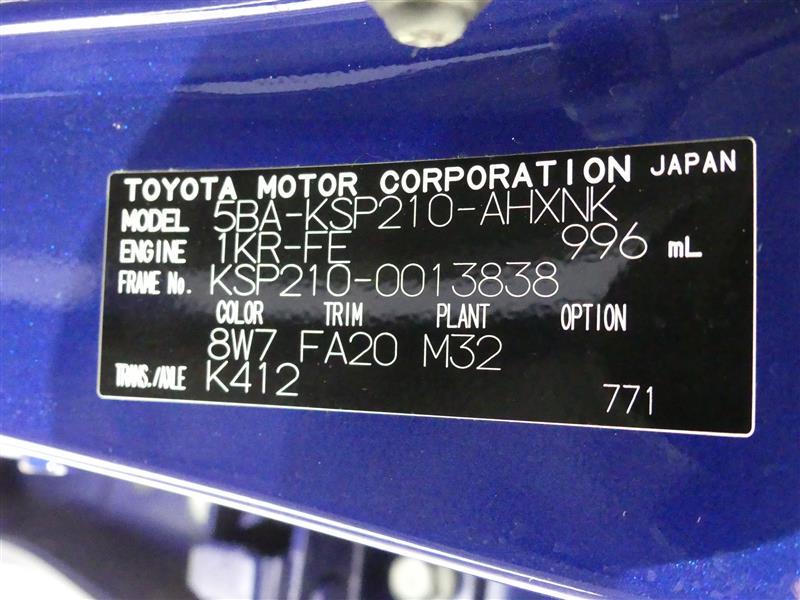 TOYOTA MOTOR CORPORATION JAPAN
MODEL 5BA-KSP210-AHXNK
ENGINE 1KR-FE 996 mL
FRAME No. KSP210-0013838
COLOR TRIM PLANT OPTION
8W7 FA20 M32
TRANS./AXLE K412
771